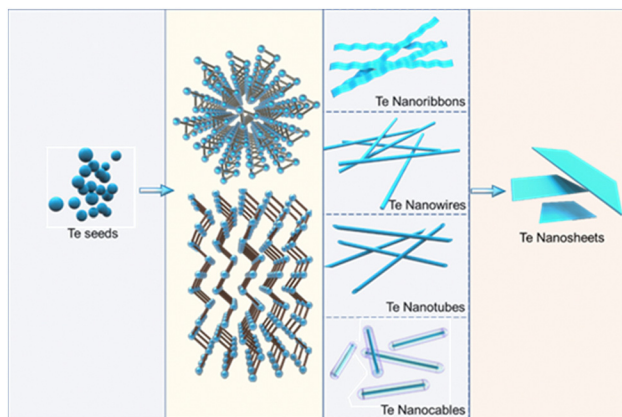 Te seeds
Te Nanoribbons
Te Nanowires
Te Nanotubes
Te Nanocables
Te Nanosheets